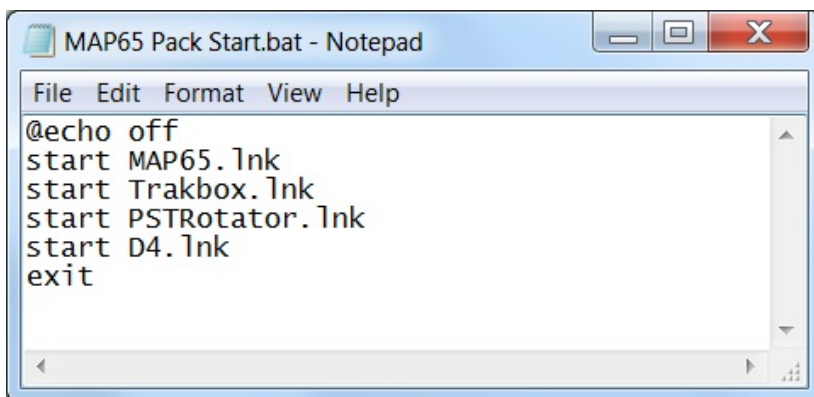 MAP65 Pack Start.bat - Notepad
File Edit Format View Help
@echo off
start MAP65.lnk
start Trakbox.lnk
start PSTRotator.lnk
start D4.lnk
exit